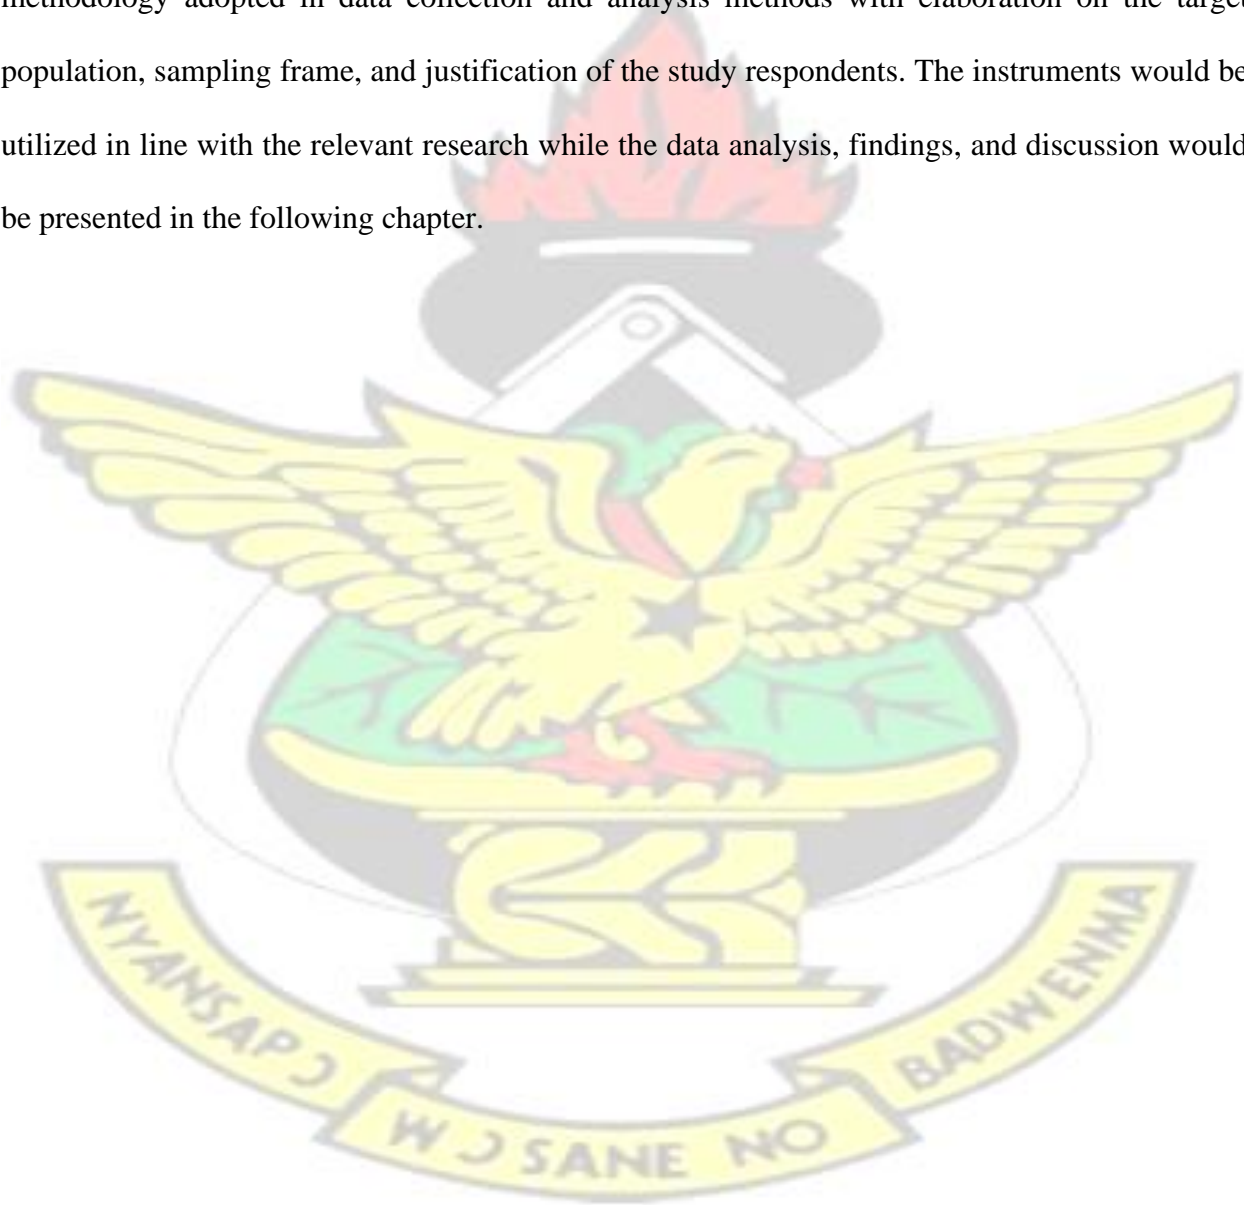 methodology adopted in data collection and analysis methods with elaboration on the target
population, sampling frame, and justification of the study respondents. The instruments would be
utilized in line with the relevant research while the data analysis, findings, and discussion would
be presented in the following chapter.
NYANSAPƆ
WƆSANE NO
BADWENMA